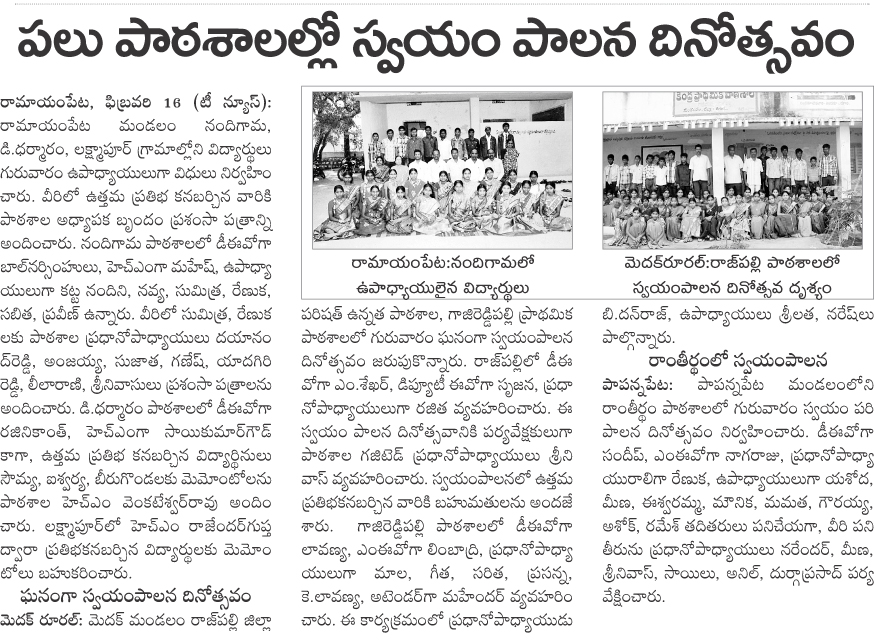 పలు పాఠశాలల్లో స్వయం పాలన దినోత్సవం
రామాయంపేట, ఫిబ్రవరి 16 (టీ న్యూస్):
రామాయంపేట మండలం నందిగామ,
డి.ధర్మారం, లక్ష్మాపూర్ గ్రామాల్లోని విద్యార్థులు
గురువారం ఉపాధ్యాయులుగా విధులు నిర్వహిం
చారు. వీరిలో ఉత్తమ ప్రతిభ కనబర్చిన వారికి
పాఠశాల అధ్యాపక బృందం ప్రశంసా పత్రాన్ని
అందించారు. నందిగామ పాఠశాలలో డీఈవోగా
బాల్‌నర్సింహులు, హెచ్ఎంగా మహేష్, ఉపాధ్యా
యులుగా కట్ట నందిని, నవ్య, సుమిత్ర, రేణుక,
సబిత, ప్రవీణ్ ఉన్నారు. వీరిలో సుమిత్ర, రేణుక
లకు పాఠశాల ప్రధానోపాధ్యులు దయానం
ద్‌రెడ్డి, అంజయ్య, సుజాత, గణేష్, యాదగిరి
రెడ్డి, లీలారాణి, శ్రీనివాసులు ప్రశంసా పత్రాలను
అందించారు. డి.ధర్మారం పాఠశాలలో డీఈవోగా
రజినికాంత్, హెచ్ఎంగా సాయికుమార్‌గౌడ్
కాగా, ఉత్తమ ప్రతిభ కనబర్చిన విద్యార్థినులు
సౌమ్య, ఐశ్వర్య, బీరుగొండలకు మెమోంటోలను
పాఠశాల హెచ్ఎం వెంకటేశ్వర్‌రావు అందిం
చారు. లక్ష్మాపూర్‌లో హెచ్ఎం రాజేందర్‌గుప్త
ద్వారా ప్రతిభకనబర్చిన విద్యార్థులకు మెమోం
టోలు బహుకరించారు.
ఘనంగా స్వయంపాలన దినోత్సవం
మెదక్ రూరల్: మెదక్ మండలం రాజ్‌పల్లి జిల్లా
రామాయంపేట:నందిగామలో
ఉపాధ్యాయులైన విద్యార్థులు
కేంద్ర ప్రాథమిక పాఠశాల
మెదక్‌రూరల్:రాజ్‌పల్లి పాఠశాలలో
స్వయంపాలన దినోత్సవ దృశ్యం
పరిషత్ ఉన్నత పాఠశాల, గాజిరెడ్డిపల్లి ప్రాథమిక
పాఠశాలలో గురువారం ఘనంగా స్వయంపాలన
దినోత్సవం జరుపుకొన్నారు. రాజ్‌పల్లిలో డీఈ
వోగా ఎం.శేఖర్, డిప్యూటీ ఈవోగా సృజన, ప్రధా
నోపాధ్యాయులుగా రజిత వ్యవహరించారు. ఈ
స్వయం పాలన దినోత్సవానికి పర్యవేక్షకులుగా
పాఠశాల గజిటెడ్ ప్రధానోపాధ్యాయులు శ్రీని
వాస్ వ్యవహరించారు. స్వయంపాలనలో ఉత్తమ
ప్రతిభకనబర్చిన వారికి బహుమతులను అందజే
శారు. గాజిరెడ్డిపల్లి పాఠశాలలో డీఈవోగా
లావణ్య, ఎంఈవోగా లింబాద్రి, ప్రధానోపాధ్యా
యులుగా మాల, గీత, సరిత, ప్రసన్న,
కె.లావణ్య, అటెండర్‌గా మహేందర్ వ్యవహరిం
చారు. ఈ కార్యక్రమంలో ప్రధానోపాధ్యాయుడు
బి.దన్‌రాజ్, ఉపాధ్యాయులు శ్రీలత, నరేష్‌లు
పాల్గొన్నారు.
రాంతీర్థంలో స్వయంపాలన
పాపన్నపేట: పాపన్నపేట మండలంలోని
రాంతీర్థం పాఠశాలలో గురువారం స్వయం పరి
పాలన దినోత్సవం నిర్వహించారు. డీఈవోగా
సందీప్, ఎంఈవోగా నాగరాజు, ప్రధానోపాధ్యా
యురాలిగా రేణుక, ఉపాధ్యాయులుగా యశోద,
మీణ, ఈశ్వరమ్మ, మౌనిక, మమత, గౌరయ్య,
అశోక్, రమేశ్ తదితరులు పనిచేయగా, వీరి పని
తీరును ప్రధానోపాధ్యాయులు నరేందర్, మీణ,
శ్రీనివాస్, సాయిలు, అనిల్, దుర్గాప్రసాద్ పర్య
వేక్షించారు.